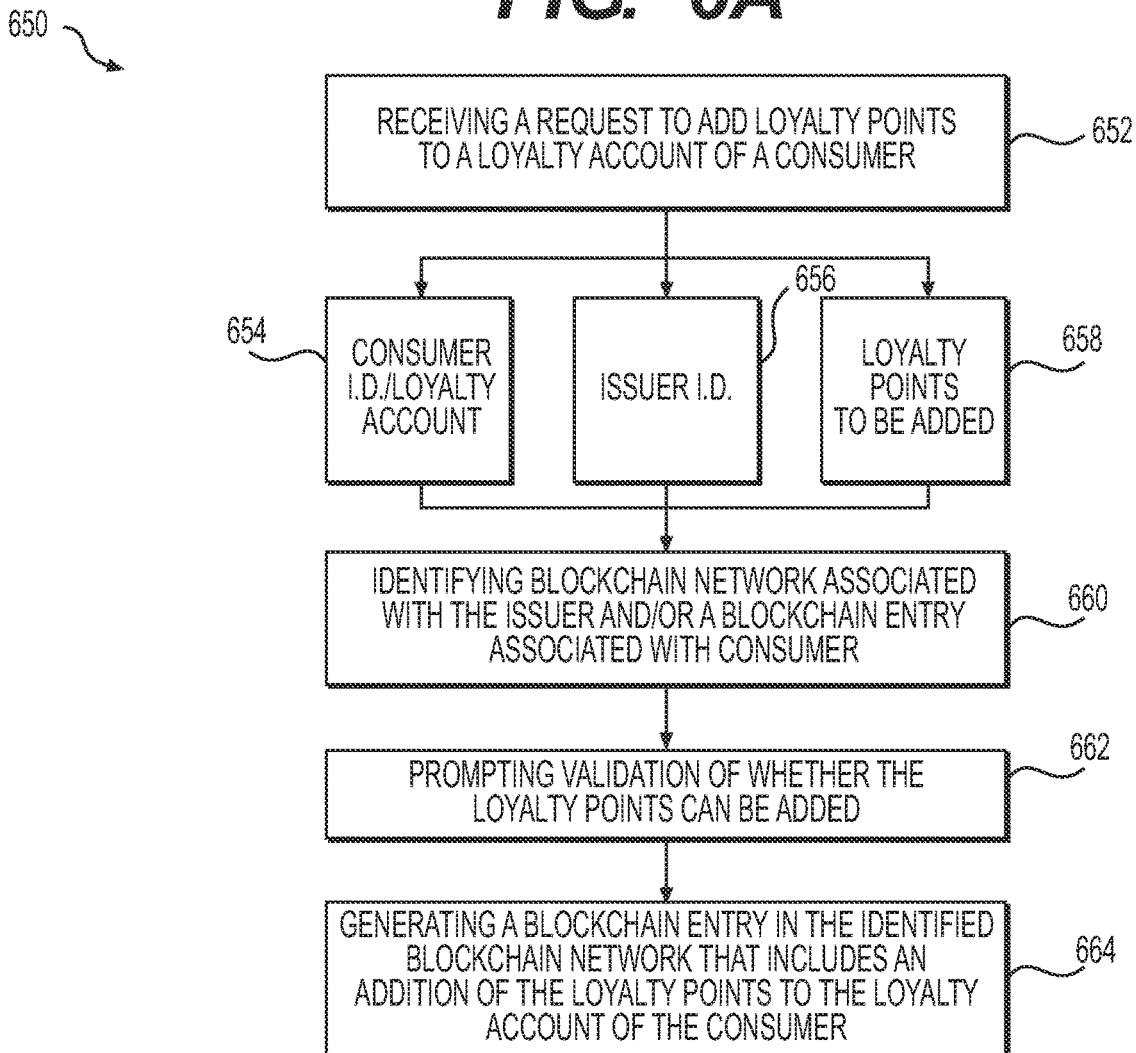 FIG. 6A
650
RECEIVING A REQUEST TO ADD LOYALTY POINTS
TO A LOYALTY ACCOUNT OF A CONSUMER
652
654
CONSUMER
I.D./LOYALTY
ACCOUNT
656
ISSUER I.D.
658
LOYALTY
POINTS
TO BE ADDED
IDENTIFYING BLOCKCHAIN NETWORK ASSOCIATED
WITH THE ISSUER AND/OR A BLOCKCHAIN ENTRY
ASSOCIATED WITH CONSUMER
660
PROMPTING VALIDATION OF WHETHER THE
LOYALTY POINTS CAN BE ADDED
662
GENERATING A BLOCKCHAIN ENTRY IN THE IDENTIFIED
BLOCKCHAIN NETWORK THAT INCLUDES AN
ADDITION OF THE LOYALTY POINTS TO THE LOYALTY
ACCOUNT OF THE CONSUMER
664